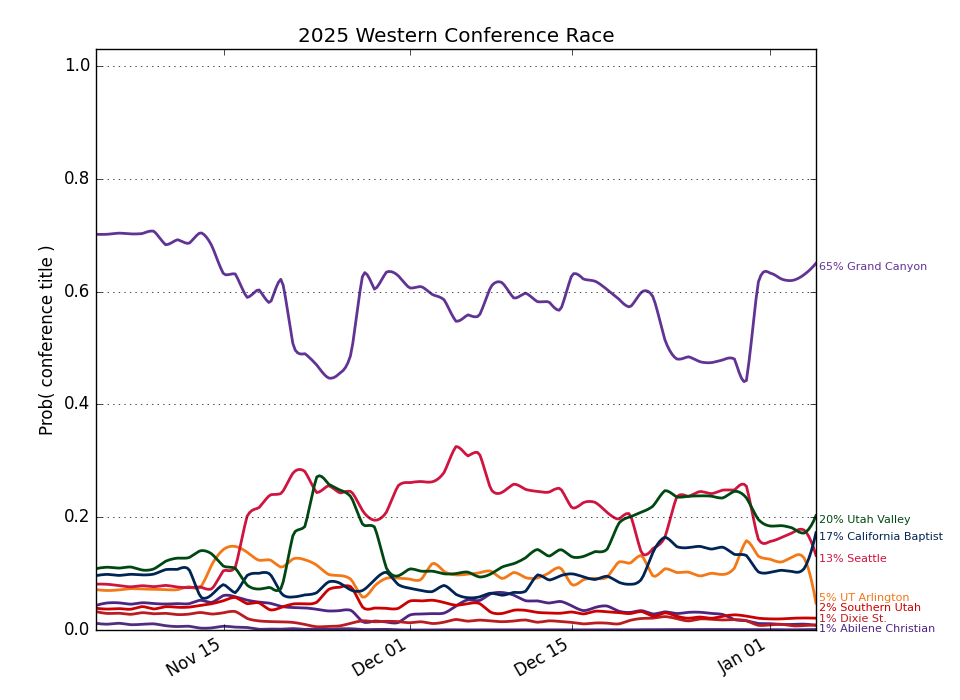 2025 Western Conference Race
Prob( conference title )
1.0
0.8
0.6
0.4
0.2
0.0
Nov 15
Dec 01
Dec 15
Jan 01
65% Grand Canyon
20% Utah Valley
17% California Baptist
13% Seattle
5% UT Arlington
2% Southern Utah
1% Dixie St.
1% Abilene Christian